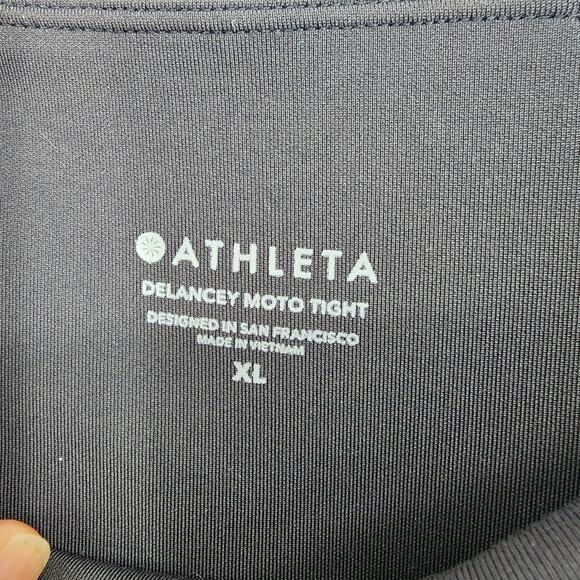 ATHLETA
DELANCEY MOTO TIGHT
DESIGNED IN SAN FRANCISCO
MADE IN VIETNAM
XL